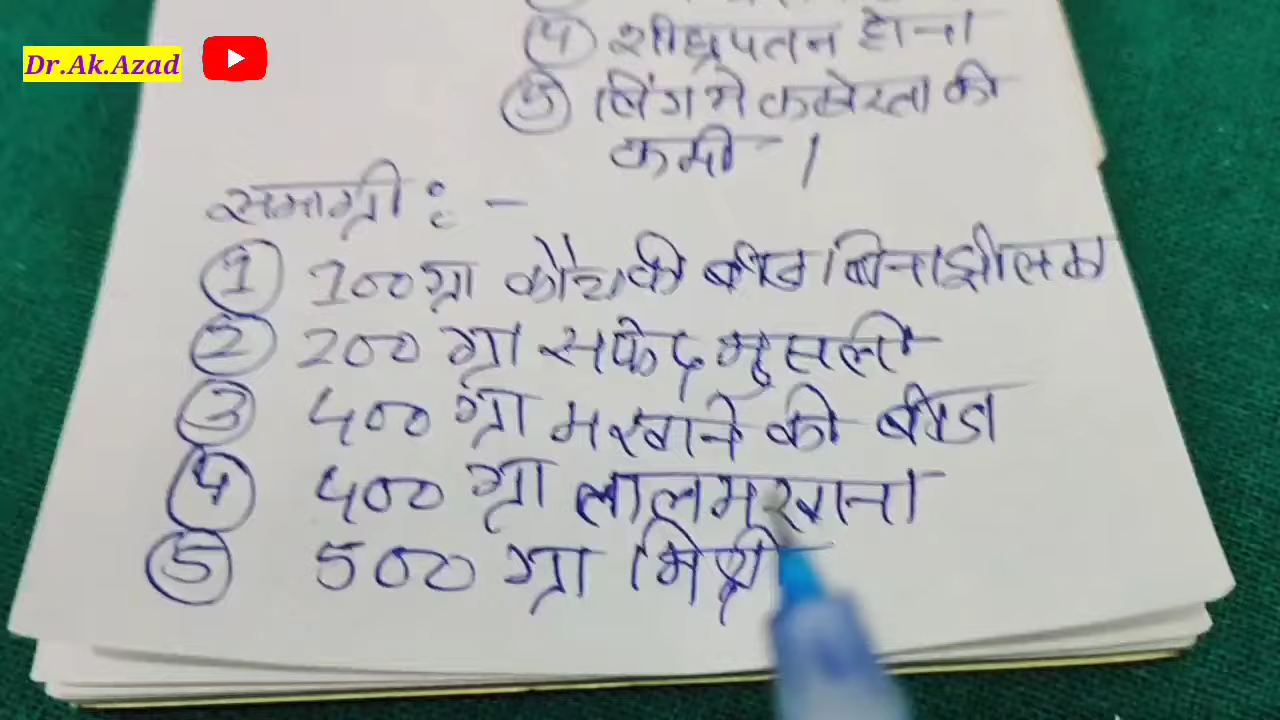 Dr.Ak.Azad
④ शीघ्रपतन होना
⑤ लिंग मे कठोरता की
कमी ।
समाग्री : -
① 100 ग्रा कौच की बीज बिना झीलका
② 200 ग्रा सफेद मुसली
③ 400 ग्रा मखाने की बीज
④ 400 ग्रा लालमखाना
⑤ 500 ग्रा मिश्री